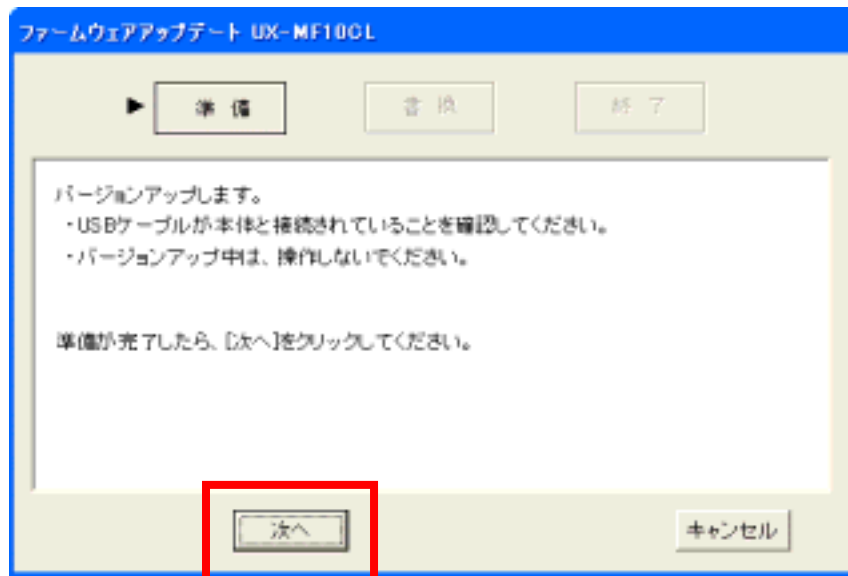 ファームウェアアップデート UX-MF10CL
▶ 準 備 書 換 終 了
バージョンアップします。
・USBケーブルが本体と接続されていることを確認してください。
・バージョンアップ中は、操作しないでください。
準備が完了したら、[次へ]をクリックしてください。
次へ キャンセル